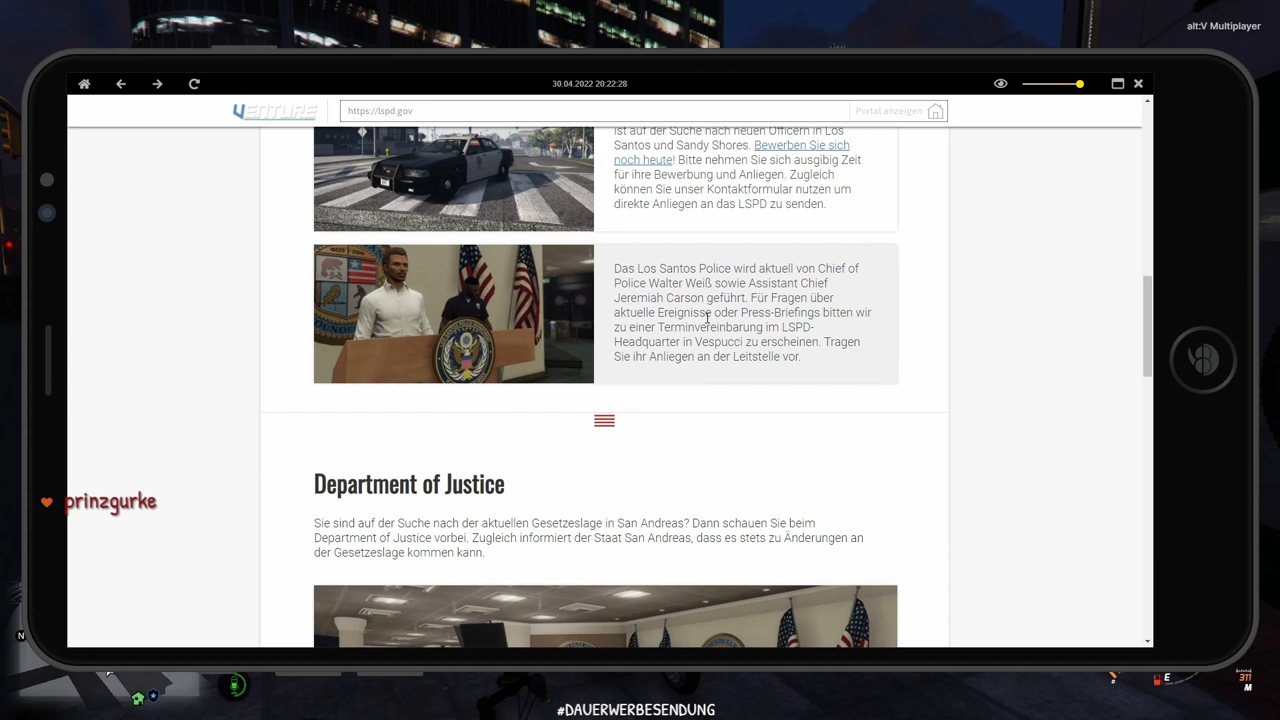 alt:V Multiplayer
30.04.2022 20:22:28
VENTURE
https://lspd.gov
Portal anzeigen
ist auf der Suche nach neuen Officern in Los
Santos und Sandy Shores. Bewerben Sie sich
noch heute! Bitte nehmen Sie sich ausgibig Zeit
für ihre Bewerbung und Anliegen. Zugleich
können Sie unser Kontaktformular nutzen um
direkte Anliegen an das LSPD zu senden.
Das Los Santos Police wird aktuell von Chief of
Police Walter Weiß sowie Assistant Chief
Jeremiah Carson geführt. Für Fragen über
aktuelle Ereignisse oder Press-Briefings bitten wir
zu einer Terminvereinbarung im LSPD-
Headquarter in Vespucci zu erscheinen. Tragen
Sie ihr Anliegen an der Leitstelle vor.
Department of Justice
prinzgurke
Sie sind auf der Suche nach der aktuellen Gesetzeslage in San Andreas? Dann schauen Sie beim
Department of Justice vorbei. Zugleich informiert der Staat San Andreas, dass es stets zu Änderungen an
der Gesetzeslage kommen kann.
N
E
311
M
#DAUERWERBESENDUNG